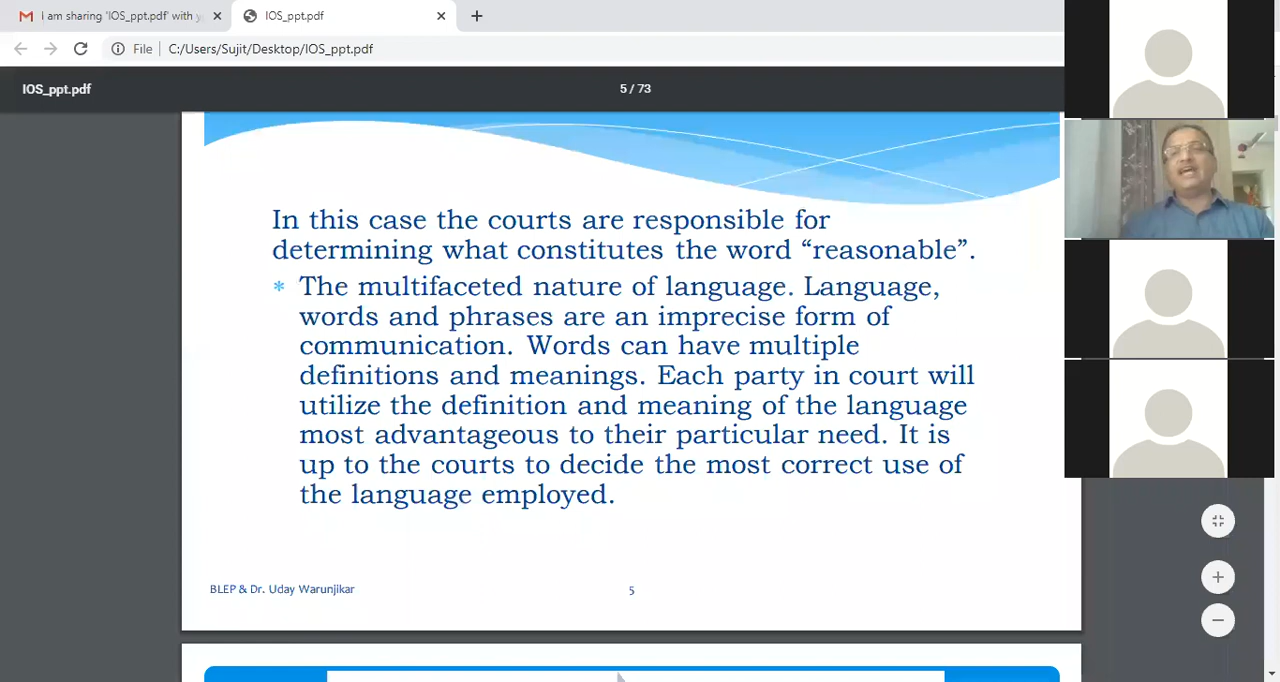 I am sharing 'IOS_ppt.pdf' with
IOS_ppt.pdf
File
C:/Users/Sujit/Desktop/IOS_ppt.pdf
IOS_ppt.pdf
5 / 73
In this case the courts are responsible for
determining what constitutes the word “reasonable”.
* The multifaceted nature of language. Language,
words and phrases are an imprecise form of
communication. Words can have multiple
definitions and meanings. Each party in court will
utilize the definition and meaning of the language
most advantageous to their particular need. It is
up to the courts to decide the most correct use of
the language employed.
BLEP & Dr. Uday Warunjikar
5